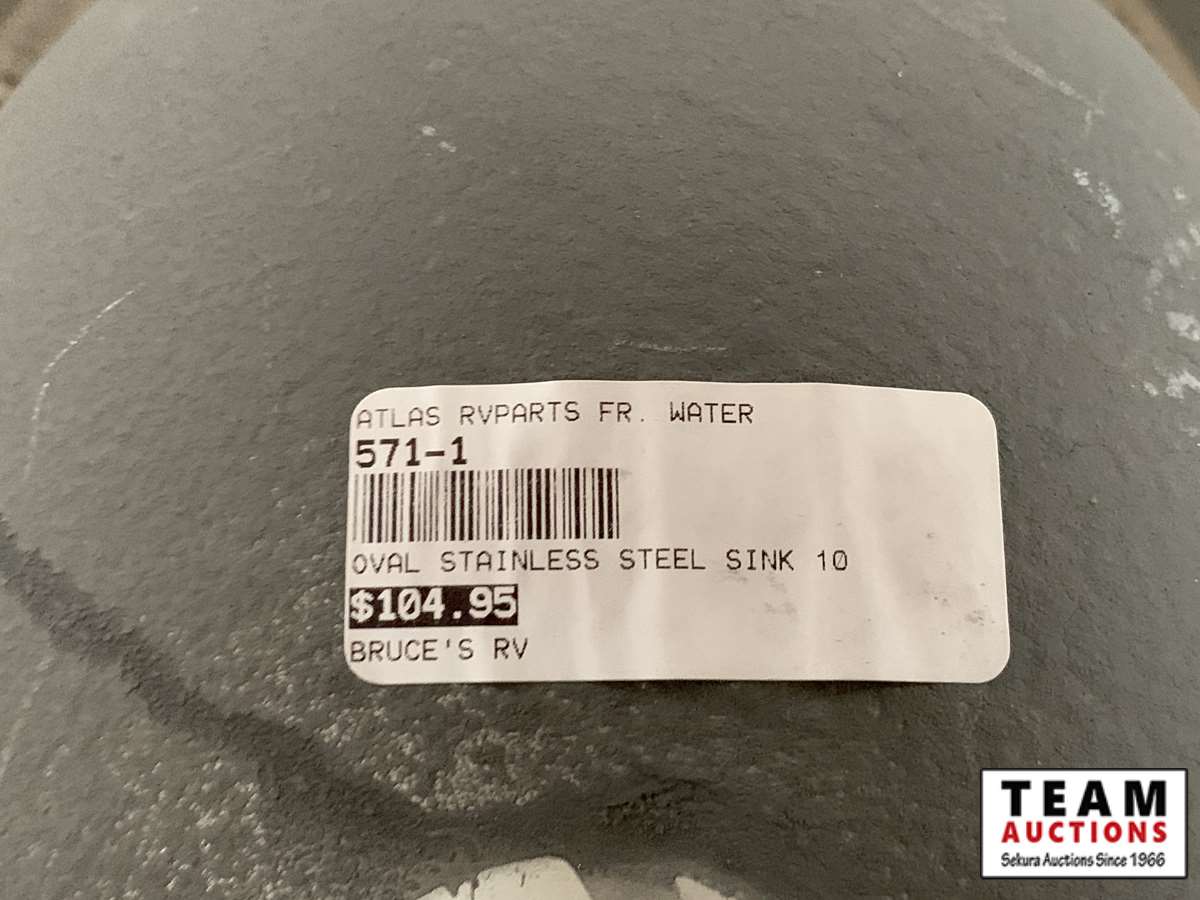 ATLAS RVPARTS FR. WATER
571-1
OVAL STAINLESS STEEL SINK 10
$104.95
BRUCE'S RV
TEAM
AUCTIONS
Sekura Auctions Since 1966